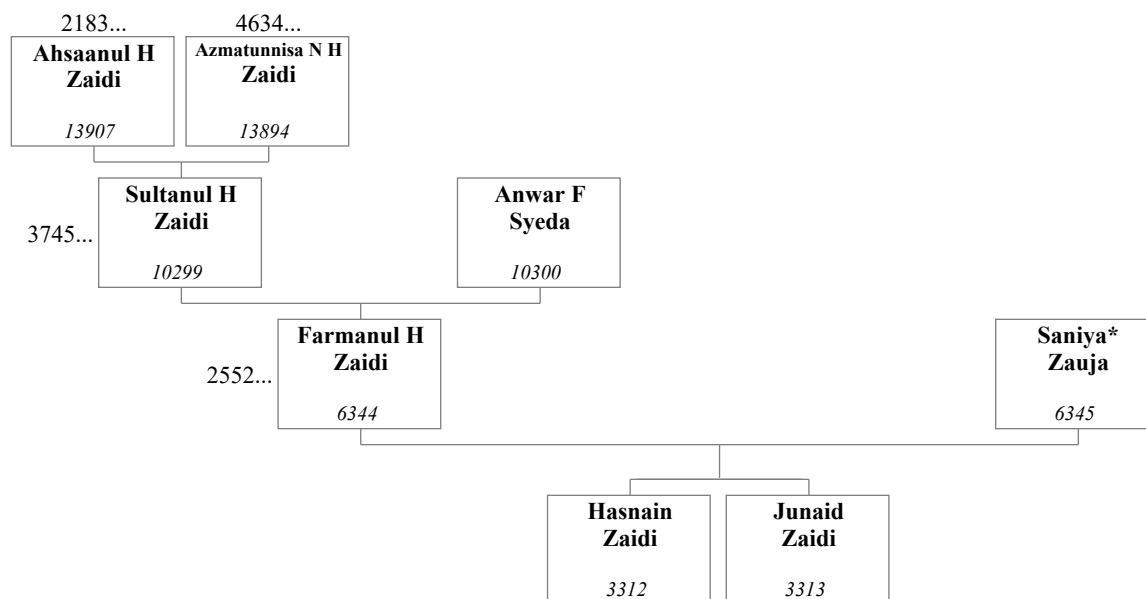 2183...
4634...
Ahsaanul H
Zaidi
13907
Azmatunnisa N H
Zaidi
13894
3745...
Sultanul H
Zaidi
10299
Anwar F
Syeda
10300
2552...
Farmanul H
Zaidi
6344
Saniya*
Zauja
6345
Hasnain
Zaidi
3312
Junaid
Zaidi
3313